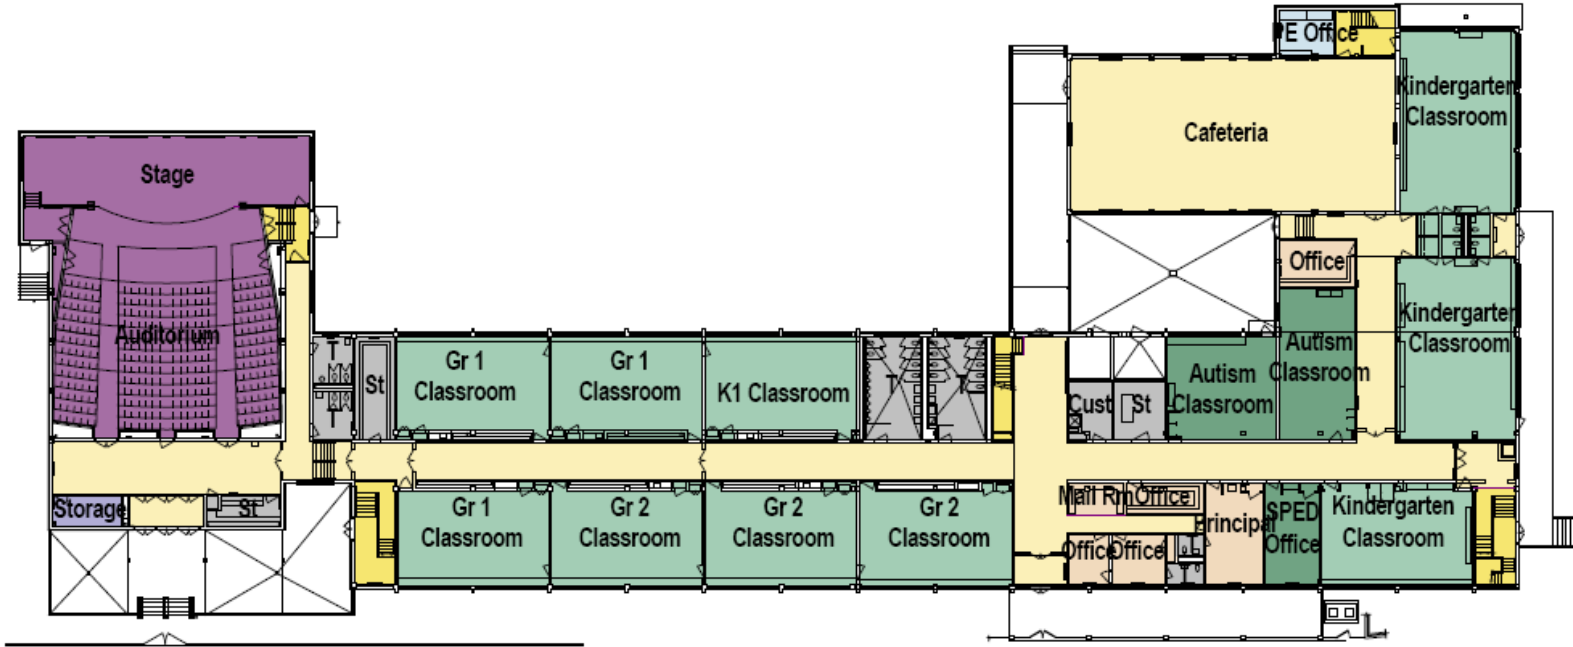 PE Office
Kindergarten
Classroom
Cafeteria
Stage
Office
Auditorium
Kindergarten
Classroom
Autism
Classroom
Gr 1
Classroom
Gr 1
Classroom
K1 Classroom
T
T
St
T
T
Cust
St
Autism
Classroom
Storage
St
Gr 1
Classroom
Gr 2
Classroom
Gr 2
Classroom
Gr 2
Classroom
Mail Rm
Office
Office
Office
Principal
SPED
Office
Kindergarten
Classroom